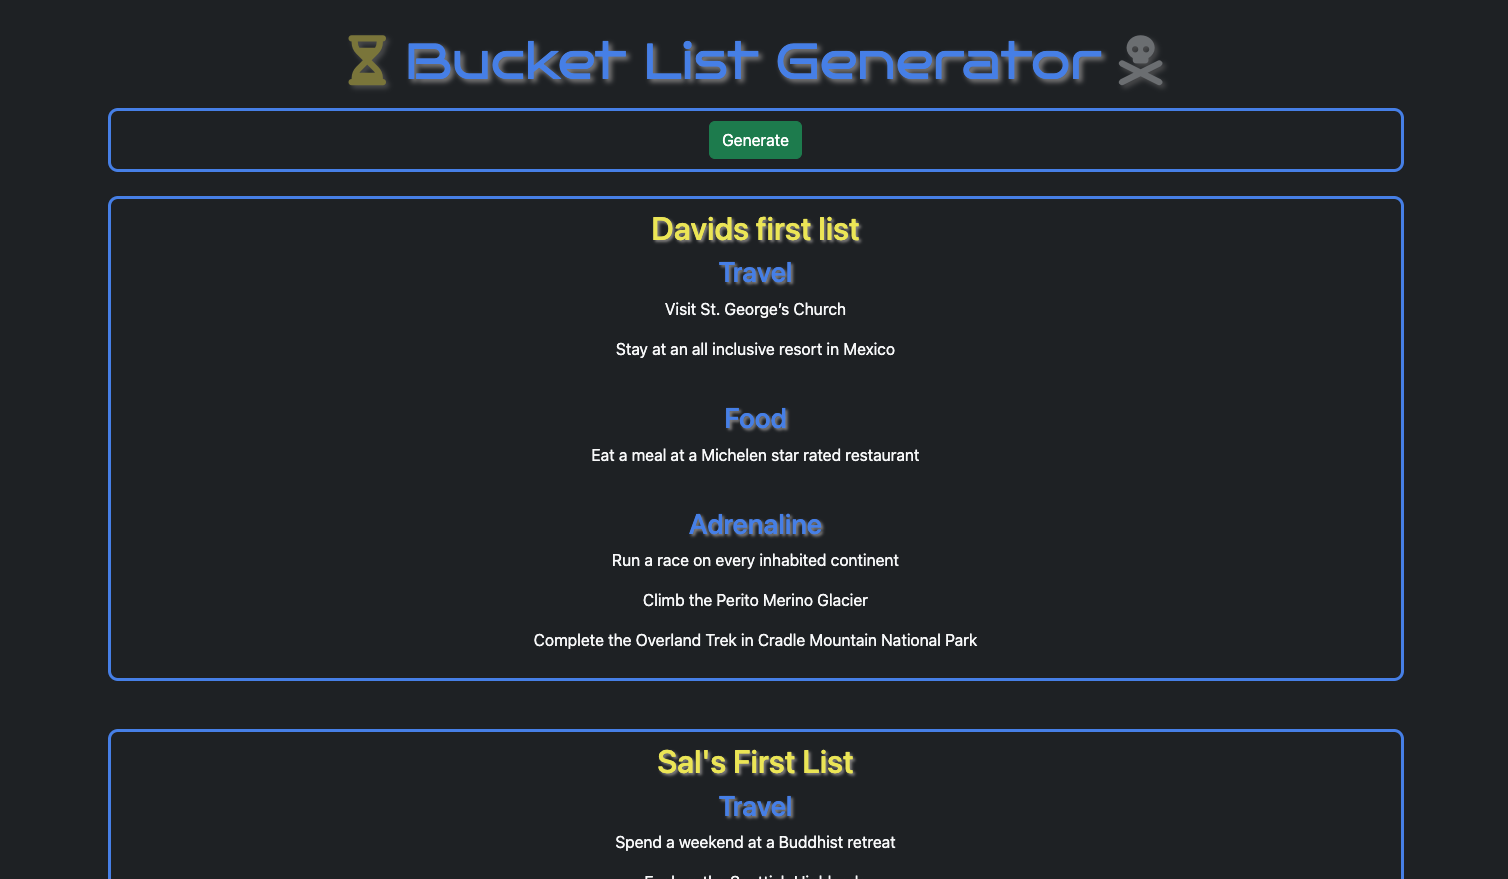 Bucket List Generator
Generate
Davids first list
Travel
Visit St. George's Church
Stay at an all inclusive resort in Mexico
Food
Eat a meal at a Michelen star rated restaurant
Adrenaline
Run a race on every inhabited continent
Climb the Perito Merino Glacier
Complete the Overland Trek in Cradle Mountain National Park
Sal's First List
Travel
Spend a weekend at a Buddhist retreat